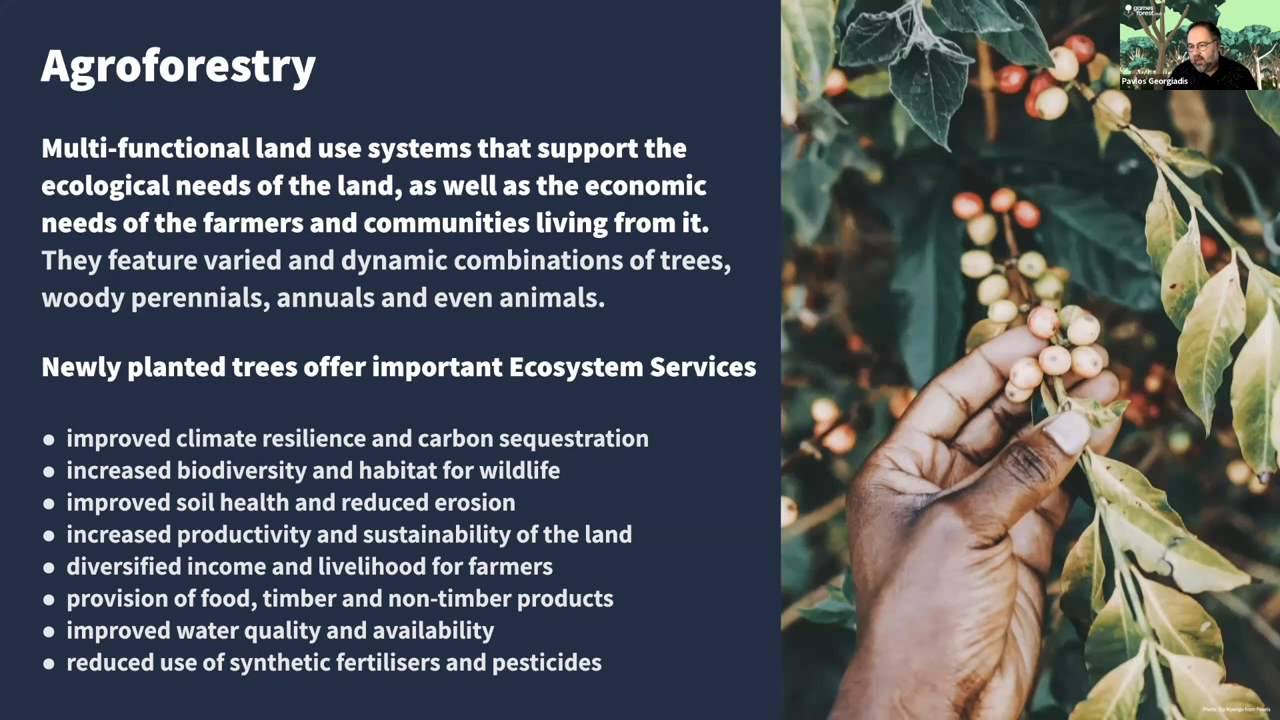 Agroforestry
Multi-functional land use systems that support the
ecological needs of the land, as well as the economic
needs of the farmers and communities living from it.
They feature varied and dynamic combinations of trees,
woody perennials, annuals and even animals.
Newly planted trees offer important Ecosystem Services
● improved climate resilience and carbon sequestration
● increased biodiversity and habitat for wildlife
● improved soil health and reduced erosion
● increased productivity and sustainability of the land
● diversified income and livelihood for farmers
● provision of food, timber and non-timber products
● improved water quality and availability
● reduced use of synthetic fertilisers and pesticides
games
forest
Pavlos Georgiadis